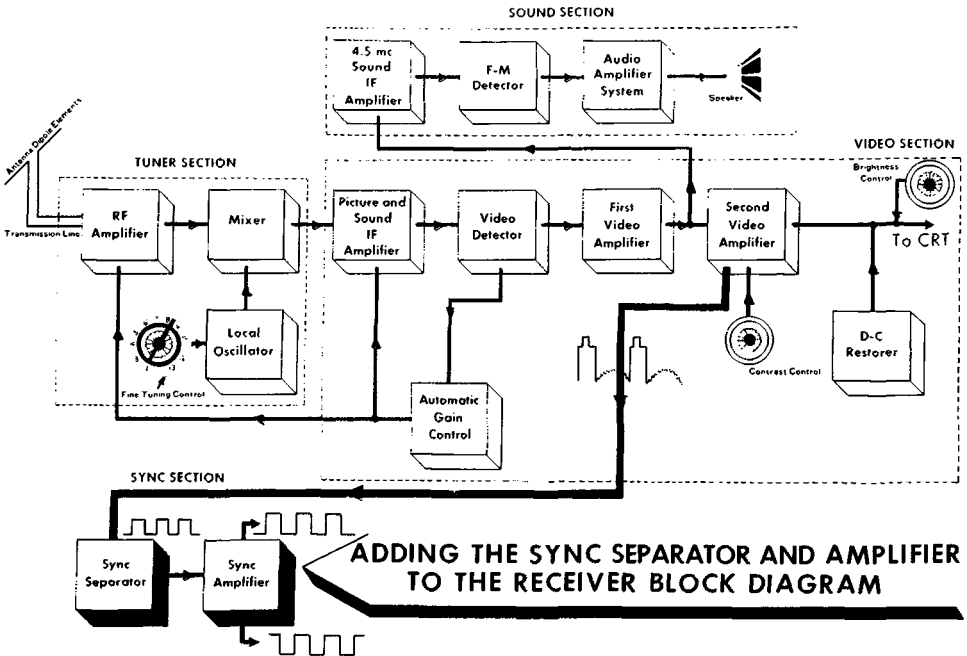 SOUND SECTION
4.5 mc
Sound
IF
Amplifier
F-M
Detector
Audio
Amplifier
System
Speaker
Antenna Dipole Elements
TUNER SECTION
VIDEO SECTION
Brightness
Control
RF
Amplifier
Mixer
Picture and
Sound
IF
Amplifier
Video
Detector
First
Video
Amplifier
Second
Video
Amplifier
Transmission Line
To CRT
Local
Oscillator
Fine Tuning Control
D-C
Restorer
Contrast Control
Automatic
Gain
Control
SYNC SECTION
Sync
Separator
Sync
Amplifier
ADDING THE SYNC SEPARATOR AND AMPLIFIER
TO THE RECEIVER BLOCK DIAGRAM